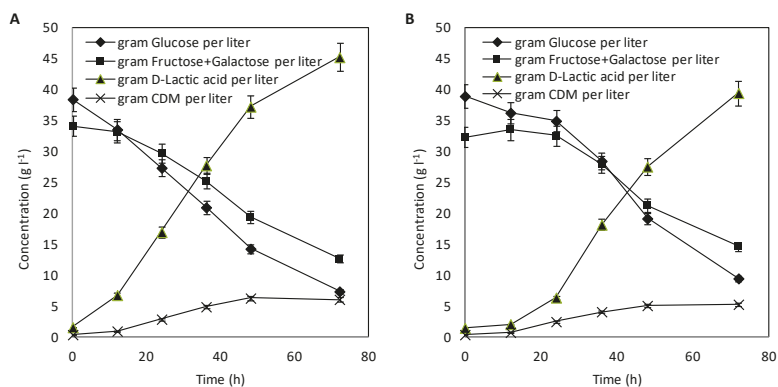 A
50
45
40
35
30
25
20
15
10
5
0
Concentration (g l-1)
gram Glucose per liter
gram Fructose+Galactose per liter
gram D-Lactic acid per liter
gram CDM per liter
0 20 40 60 80
Time (h)
B
50
45
40
35
30
25
20
15
10
5
0
Concentration (g l-1)
gram Glucose per liter
gram Fructose+Galactose per liter
gram D-Lactic acid per liter
gram CDM per liter
0 20 40 60 80
Time (h)